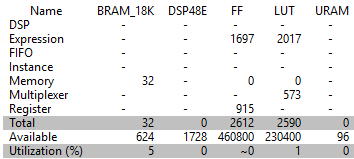 Name BRAM_18K DSP48E FF LUT URAM
DSP - - - - -
Expression - - 1697 2017 -
FIFO - - - - -
Instance - - - - -
Memory 32 - 0 0 -
Multiplexer - - - 573 -
Register - - 915 - -
Total 32 0 2612 2590 0
Available 624 1728 460800 230400 96
Utilization (%) 5 0 ~0 1 0